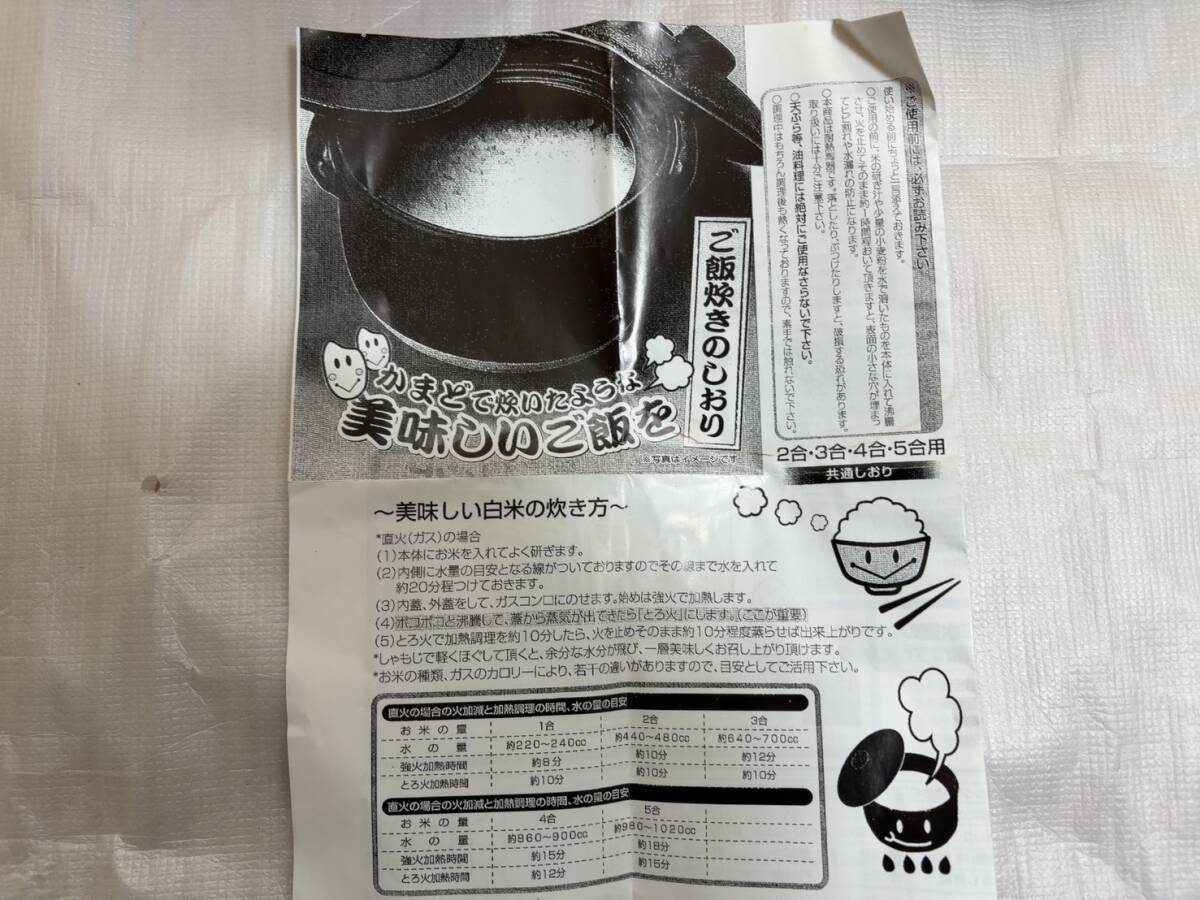 ※ご使用前には、必ずお読み下さい
使い始める前にちょっと一言添えておきます。
○ご使用の前に、米の研ぎ汁や少量の小麦粉を水で溶いたものを本体に入れて沸騰
させ、火を止めてそのまま約1時間程おいて頂きますと、表面の小さな穴が埋まっ
てヒビ割れや水漏れの防止になります。
○本商品は耐熱陶器です。落としたり、ぶつけたりしますと、破損する恐れがあります。
取り扱いには十分ご注意下さい。
○天ぷら等、油料理には絶対にご使用なさらないで下さい。
○調理中はもちろん調理後も熱くなっておりますので、素手では触れないで下さい。
ご飯炊きのしおり
かまどで炊いたような
美味しいご飯を
※写真はイメージです
2合・3合・4合・5合用
共通しおり
～美味しい白米の炊き方～
*直火(ガス)の場合
(1)本体にお米を入れてよく研ぎます。
(2)内側に水量の目安となる線がついておりますのでその線まで水を入れて
約20分程つけておきます。
(3)内蓋、外蓋をして、ガスコンロにのせます。始めは強火で加熱します。
(4)ボコボコと沸騰して、蓋から蒸気が出てきたら「とろ火」にします。(ここが重要)
(5)とろ火で加熱調理を約10分したら、火を止めそのまま約10分程度蒸らせば出来上がりです。
*しゃもじで軽くほぐして頂くと、余分な水分が飛び、一層美味しくお召し上がり頂けます。
*お米の種類、ガスのカロリーにより、若干の違いがありますので、目安としてご活用下さい。
直火の場合の火加減と加熱調理の時間、水の量の目安
お米の量 1合 2合 3合
水の量 約220～240cc 約440～480cc 約640～700cc
強火加熱時間 約8分 約10分 約12分
とろ火加熱時間 約10分 約10分 約10分
直火の場合の火加減と加熱調理の時間、水の量の目安
お米の量 4合 5合
水の量 約860～900cc 約980～1020cc
強火加熱時間 約15分 約18分
とろ火加熱時間 約12分 約15分